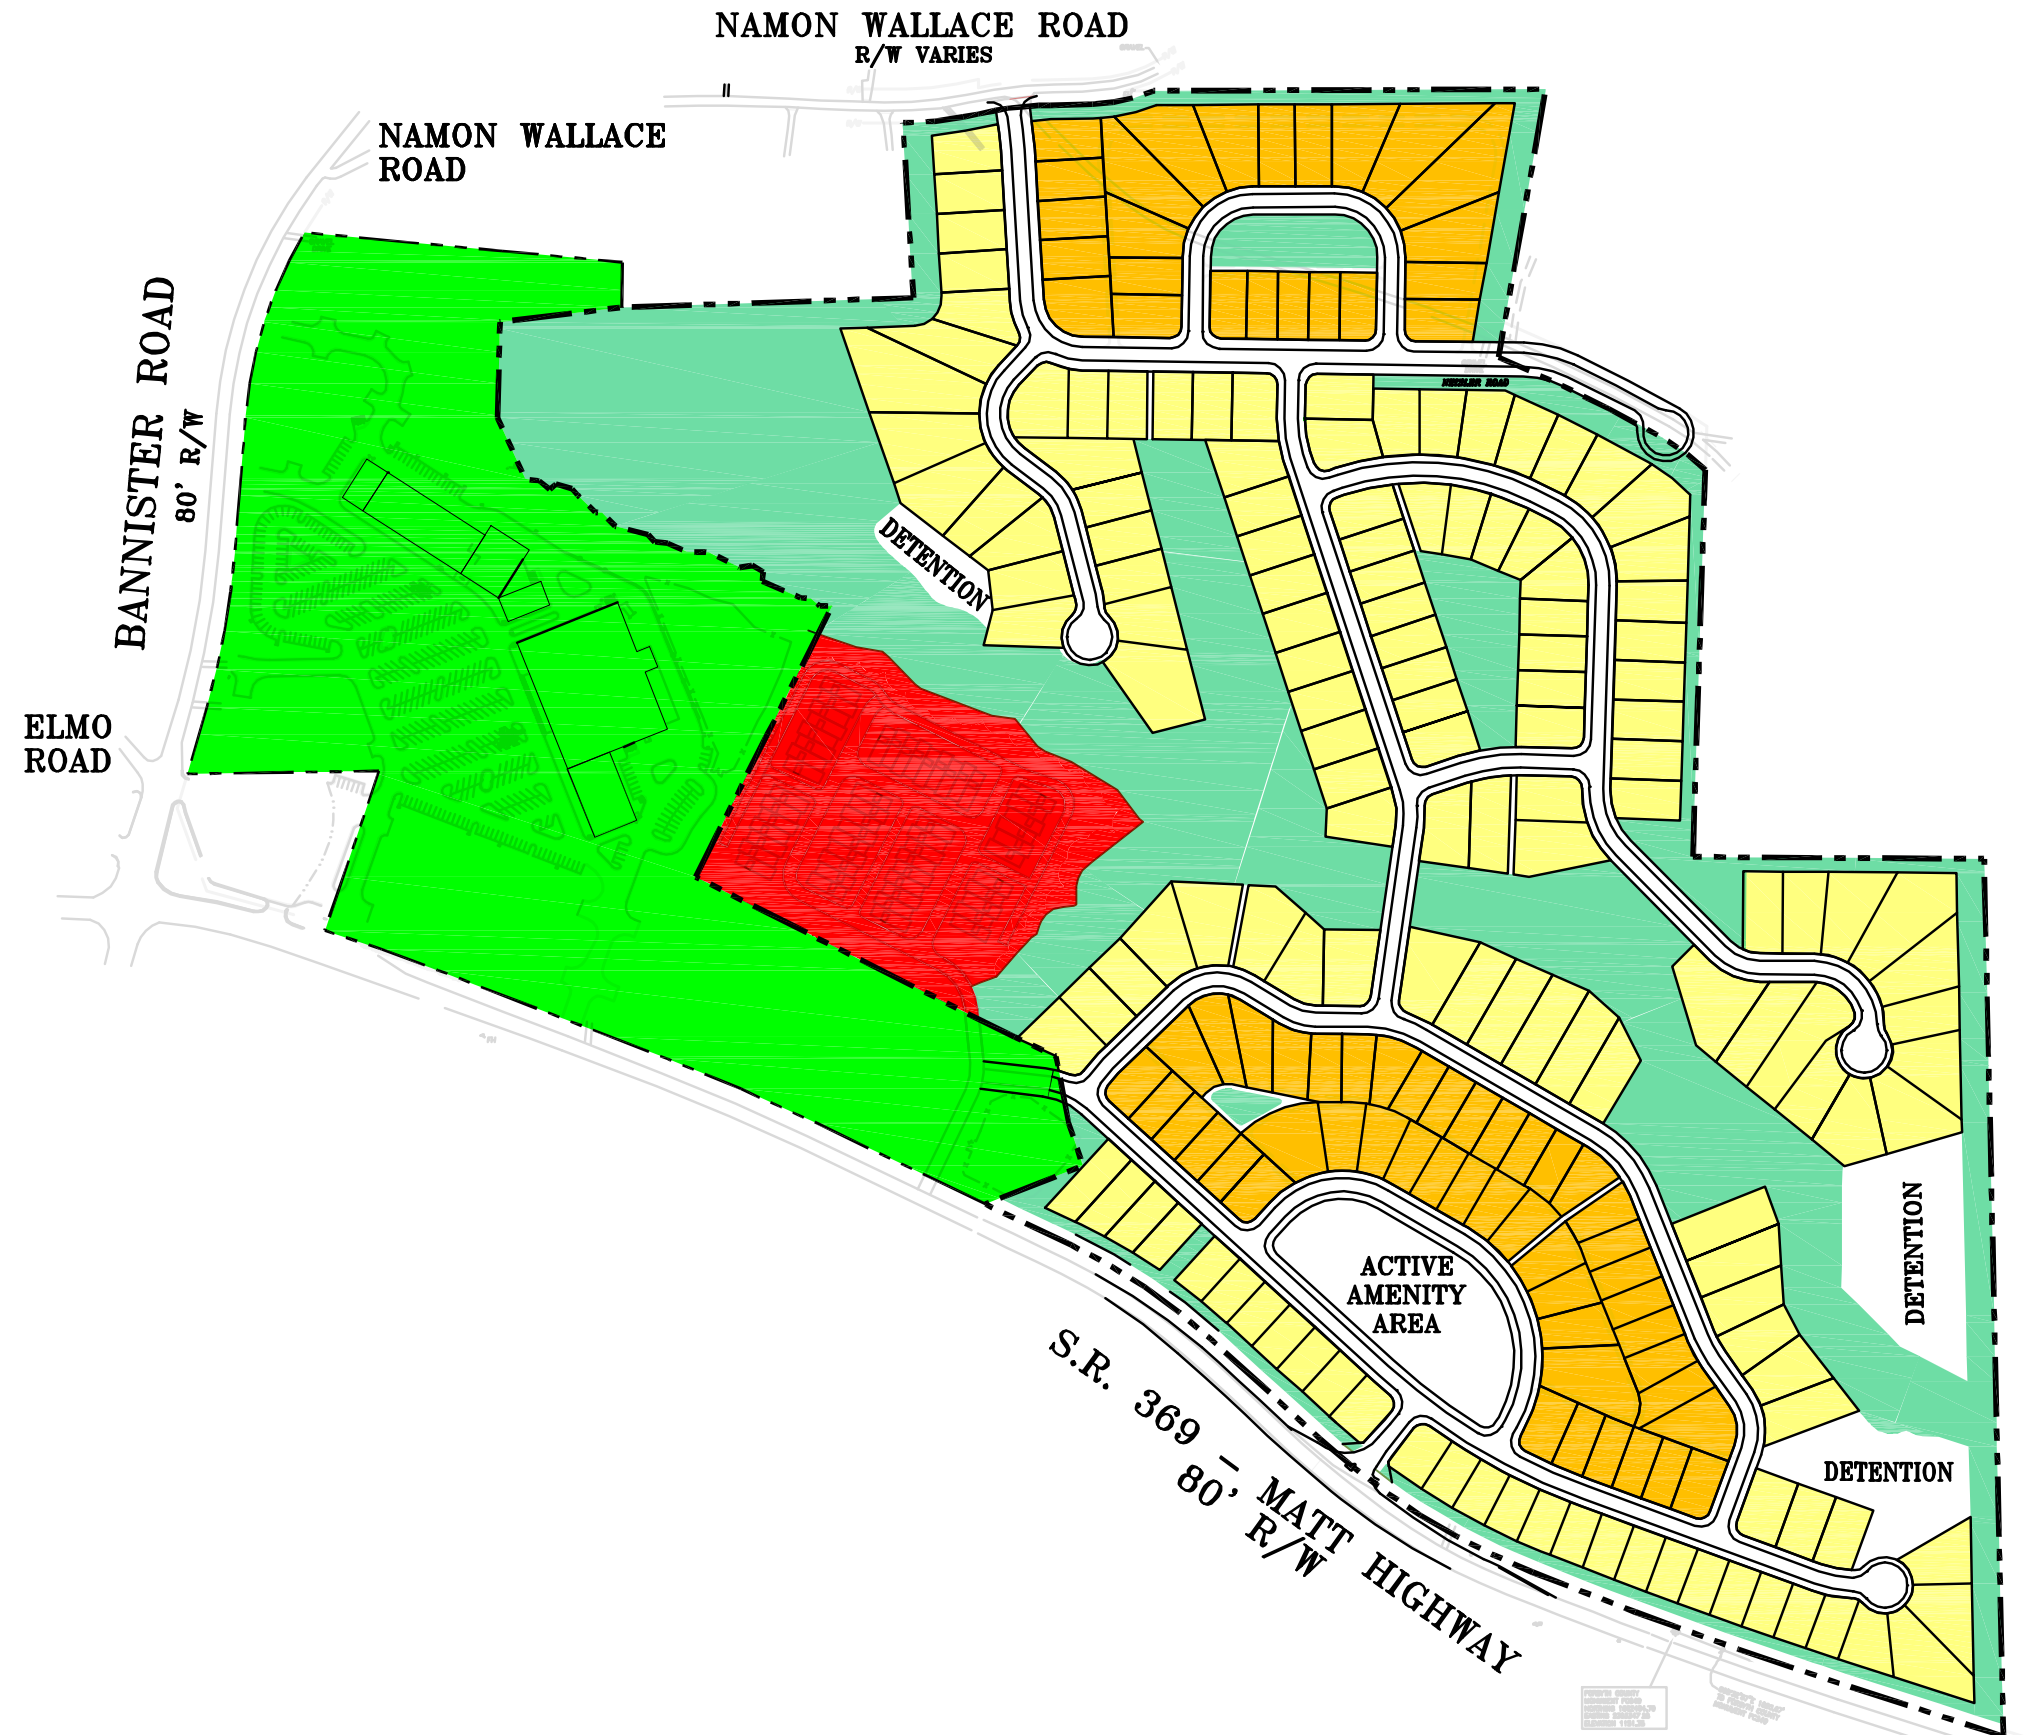 NAMON WALLACE ROAD
R/W VARIES
NAMON WALLACE
ROAD
BANNISTER ROAD
80' R/W
ELMO
ROAD
DETENTION
ACTIVE
AMENITY
AREA
DETENTION
DETENTION
S.R. 369 – MATT HIGHWAY
80' R/W